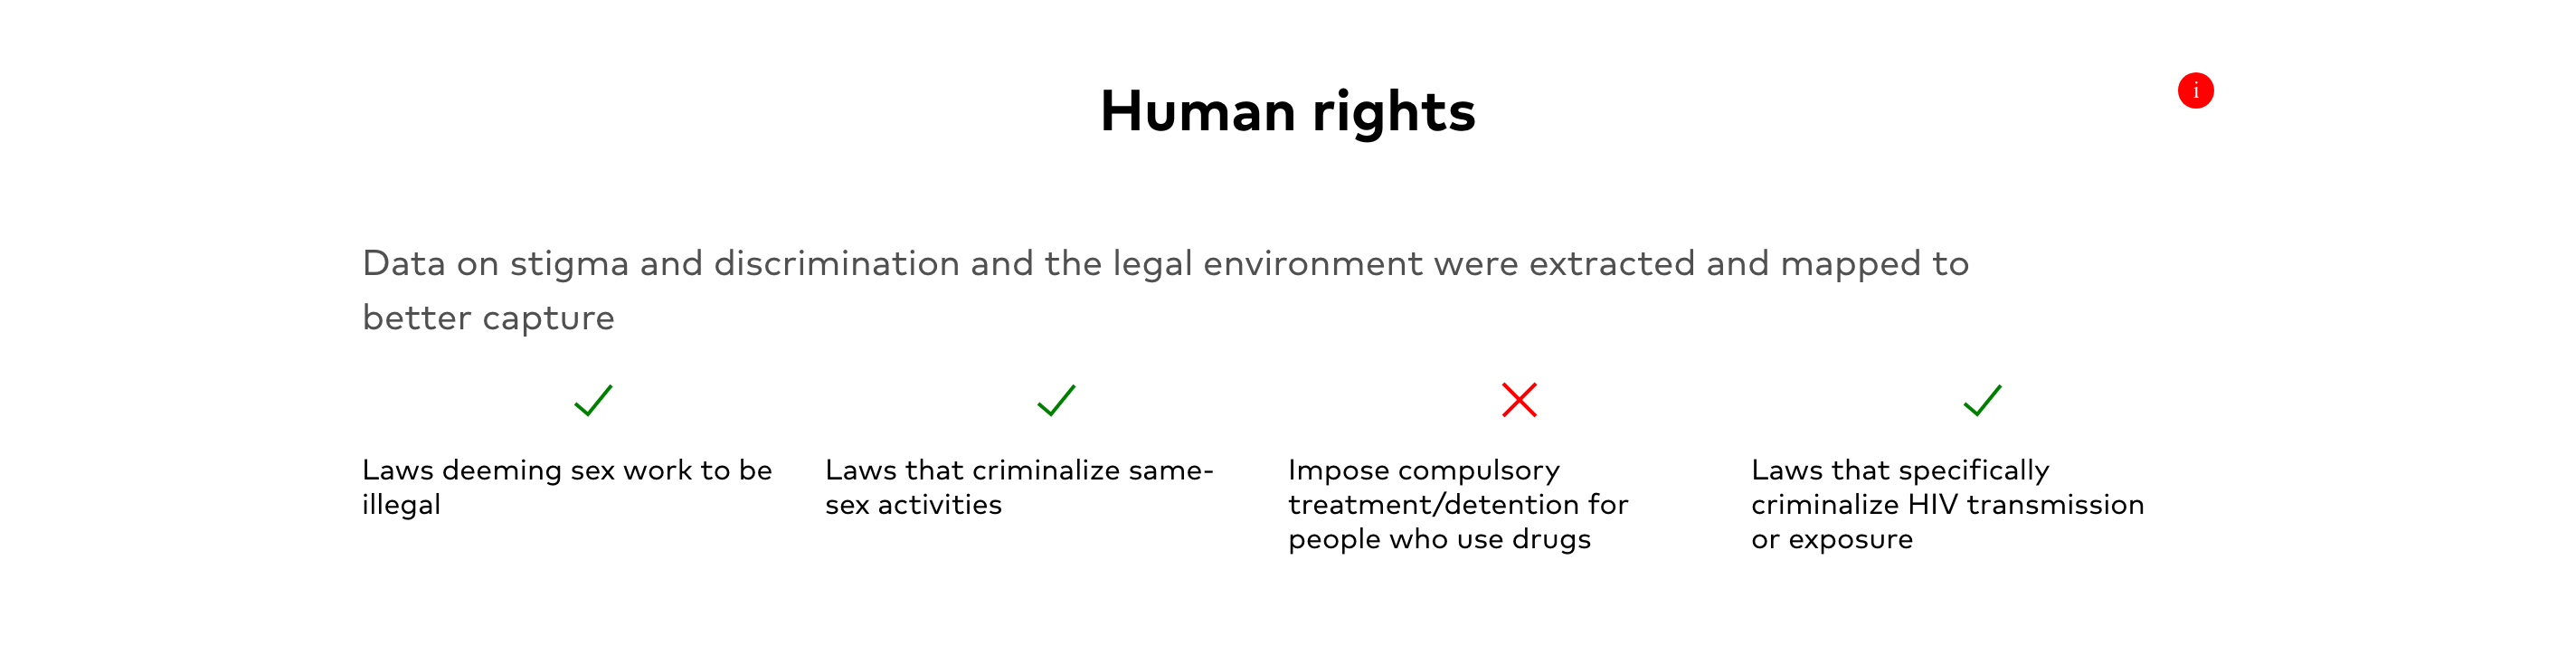 Human rights
i
Data on stigma and discrimination and the legal environment were extracted and mapped to
better capture
Laws deeming sex work to be
illegal
Laws that criminalize same-
sex activities
Impose compulsory
treatment/detention for
people who use drugs
Laws that specifically
criminalize HIV transmission
or exposure